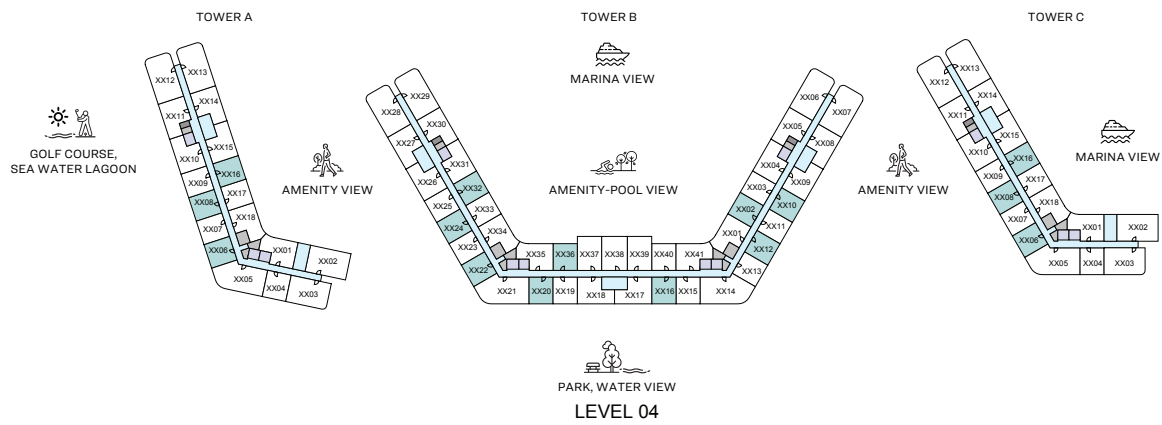 TOWER A
TOWER B
TOWER C
MARINA VIEW
GOLF COURSE,
SEA WATER LAGOON
AMENITY VIEW
AMENITY-POOL VIEW
AMENITY VIEW
MARINA VIEW
XX12
XX13
XX11
XX14
XX10
XX15
XX09
XX16
XX08
XX17
XX07
XX18
XX06
XX01
XX02
XX05
XX04
XX03
XX28
XX29
XX27
XX30
XX26
XX31
XX25
XX32
XX24
XX33
XX23
XX34
XX22
XX35
XX36
XX37
XX38
XX39
XX40
XX41
XX21
XX20
XX19
XX18
XX17
XX16
XX15
XX14
XX06
XX07
XX05
XX08
XX04
XX09
XX03
XX10
XX02
XX11
XX01
XX12
XX13
XX12
XX13
XX11
XX14
XX10
XX15
XX09
XX16
XX08
XX17
XX07
XX18
XX06
XX01
XX02
XX05
XX04
XX03
PARK, WATER VIEW
LEVEL 04